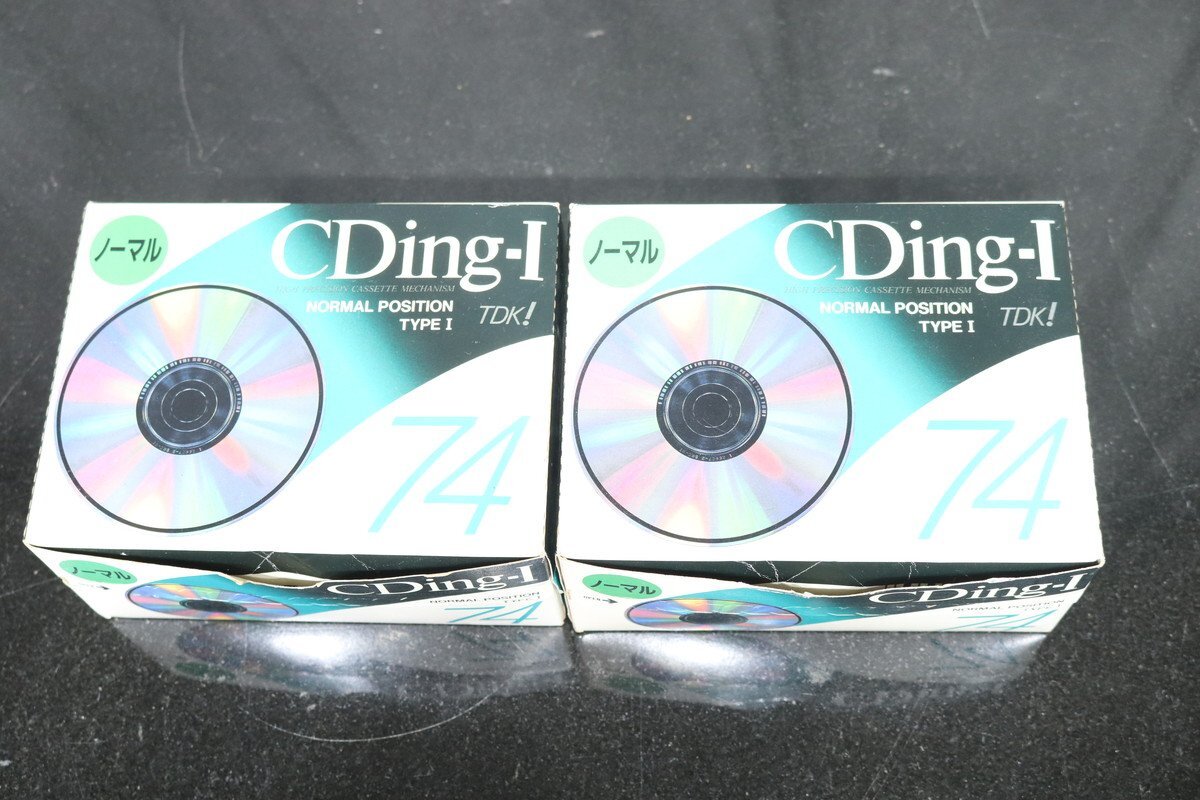 ノーマル
CDing-I
HIGH PRECISION CASSETTE MECHANISM
NORMAL POSITION
TYPE I
TDK!
74
ノーマル
CDing-I
NORMAL POSITION
TYPE I
74
ノーマル
CDing-I
HIGH PRECISION CASSETTE MECHANISM
NORMAL POSITION
TYPE I
TDK!
74
ノーマル
CDing-I
NORMAL POSITION
TYPE I
74